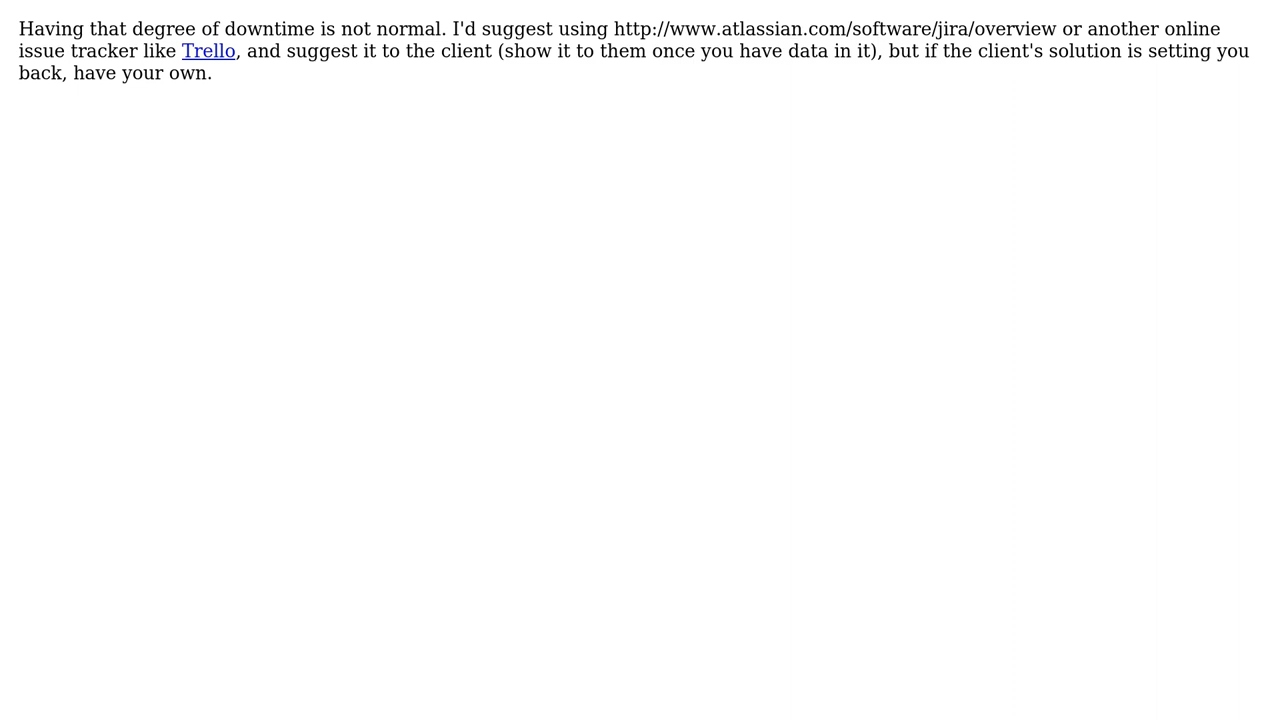 Having that degree of downtime is not normal. I'd suggest using http://www.atlassian.com/software/jira/overview or another online
issue tracker like Trello, and suggest it to the client (show it to them once you have data in it), but if the client's solution is setting you
back, have your own.